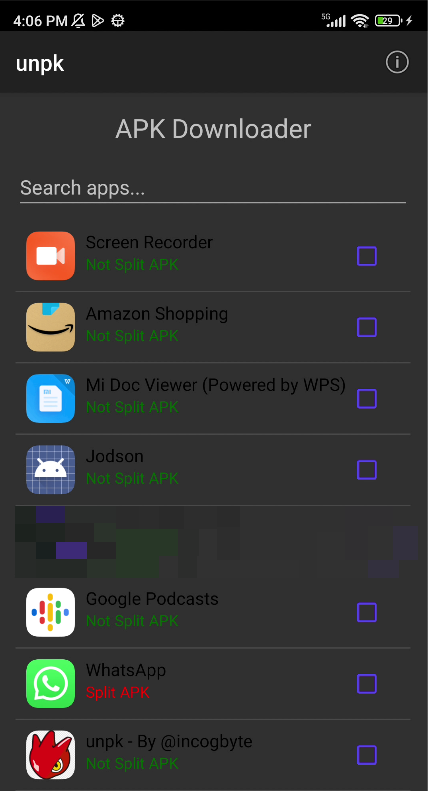 4:06 PM
5G
29
unpk
APK Downloader
Search apps...
Screen Recorder
Not Split APK
Amazon Shopping
Not Split APK
Mi Doc Viewer (Powered by WPS)
Not Split APK
Jodson
Not Split APK
Google Podcasts
Not Split APK
WhatsApp
Split APK
unpk - By @incogbyte
Not Split APK